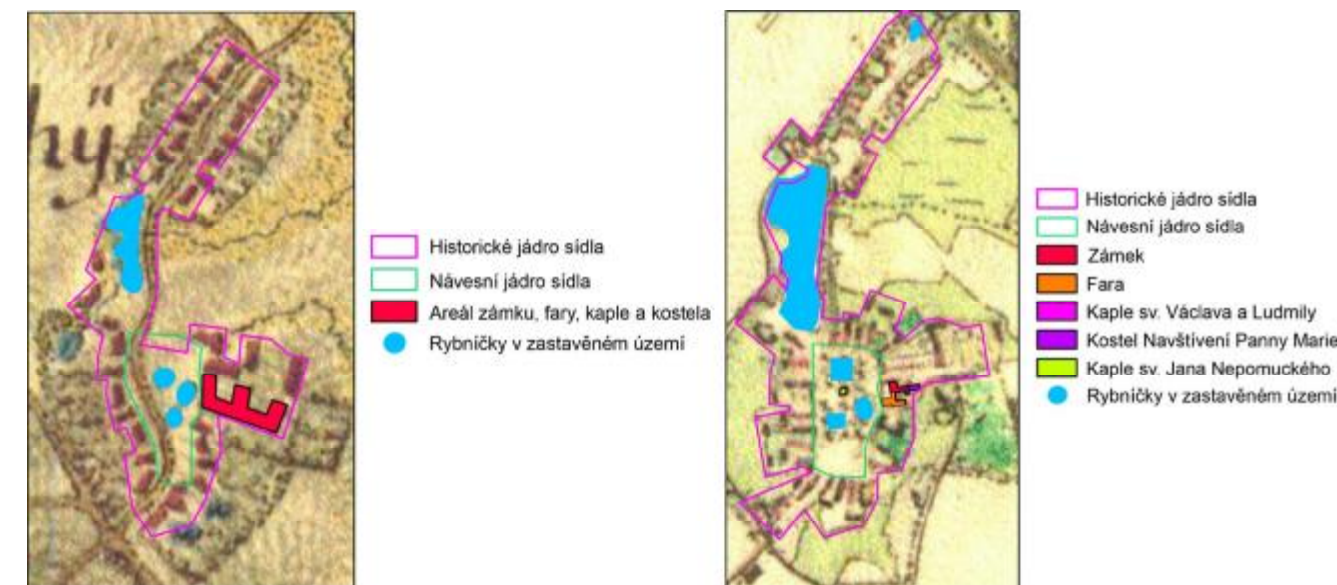 Historické jádro sídla
Návesní jádro sídla
Areál zámku, fary, kaple a kostela
Rybníčky v zastavěném území
Historické jádro sídla
Návesní jádro sídla
Zámek
Fara
Kaple sv. Václava a Ludmily
Kostel Navštívení Panny Marie
Kaple sv. Jana Nepomuckého
Rybníčky v zastavěném území